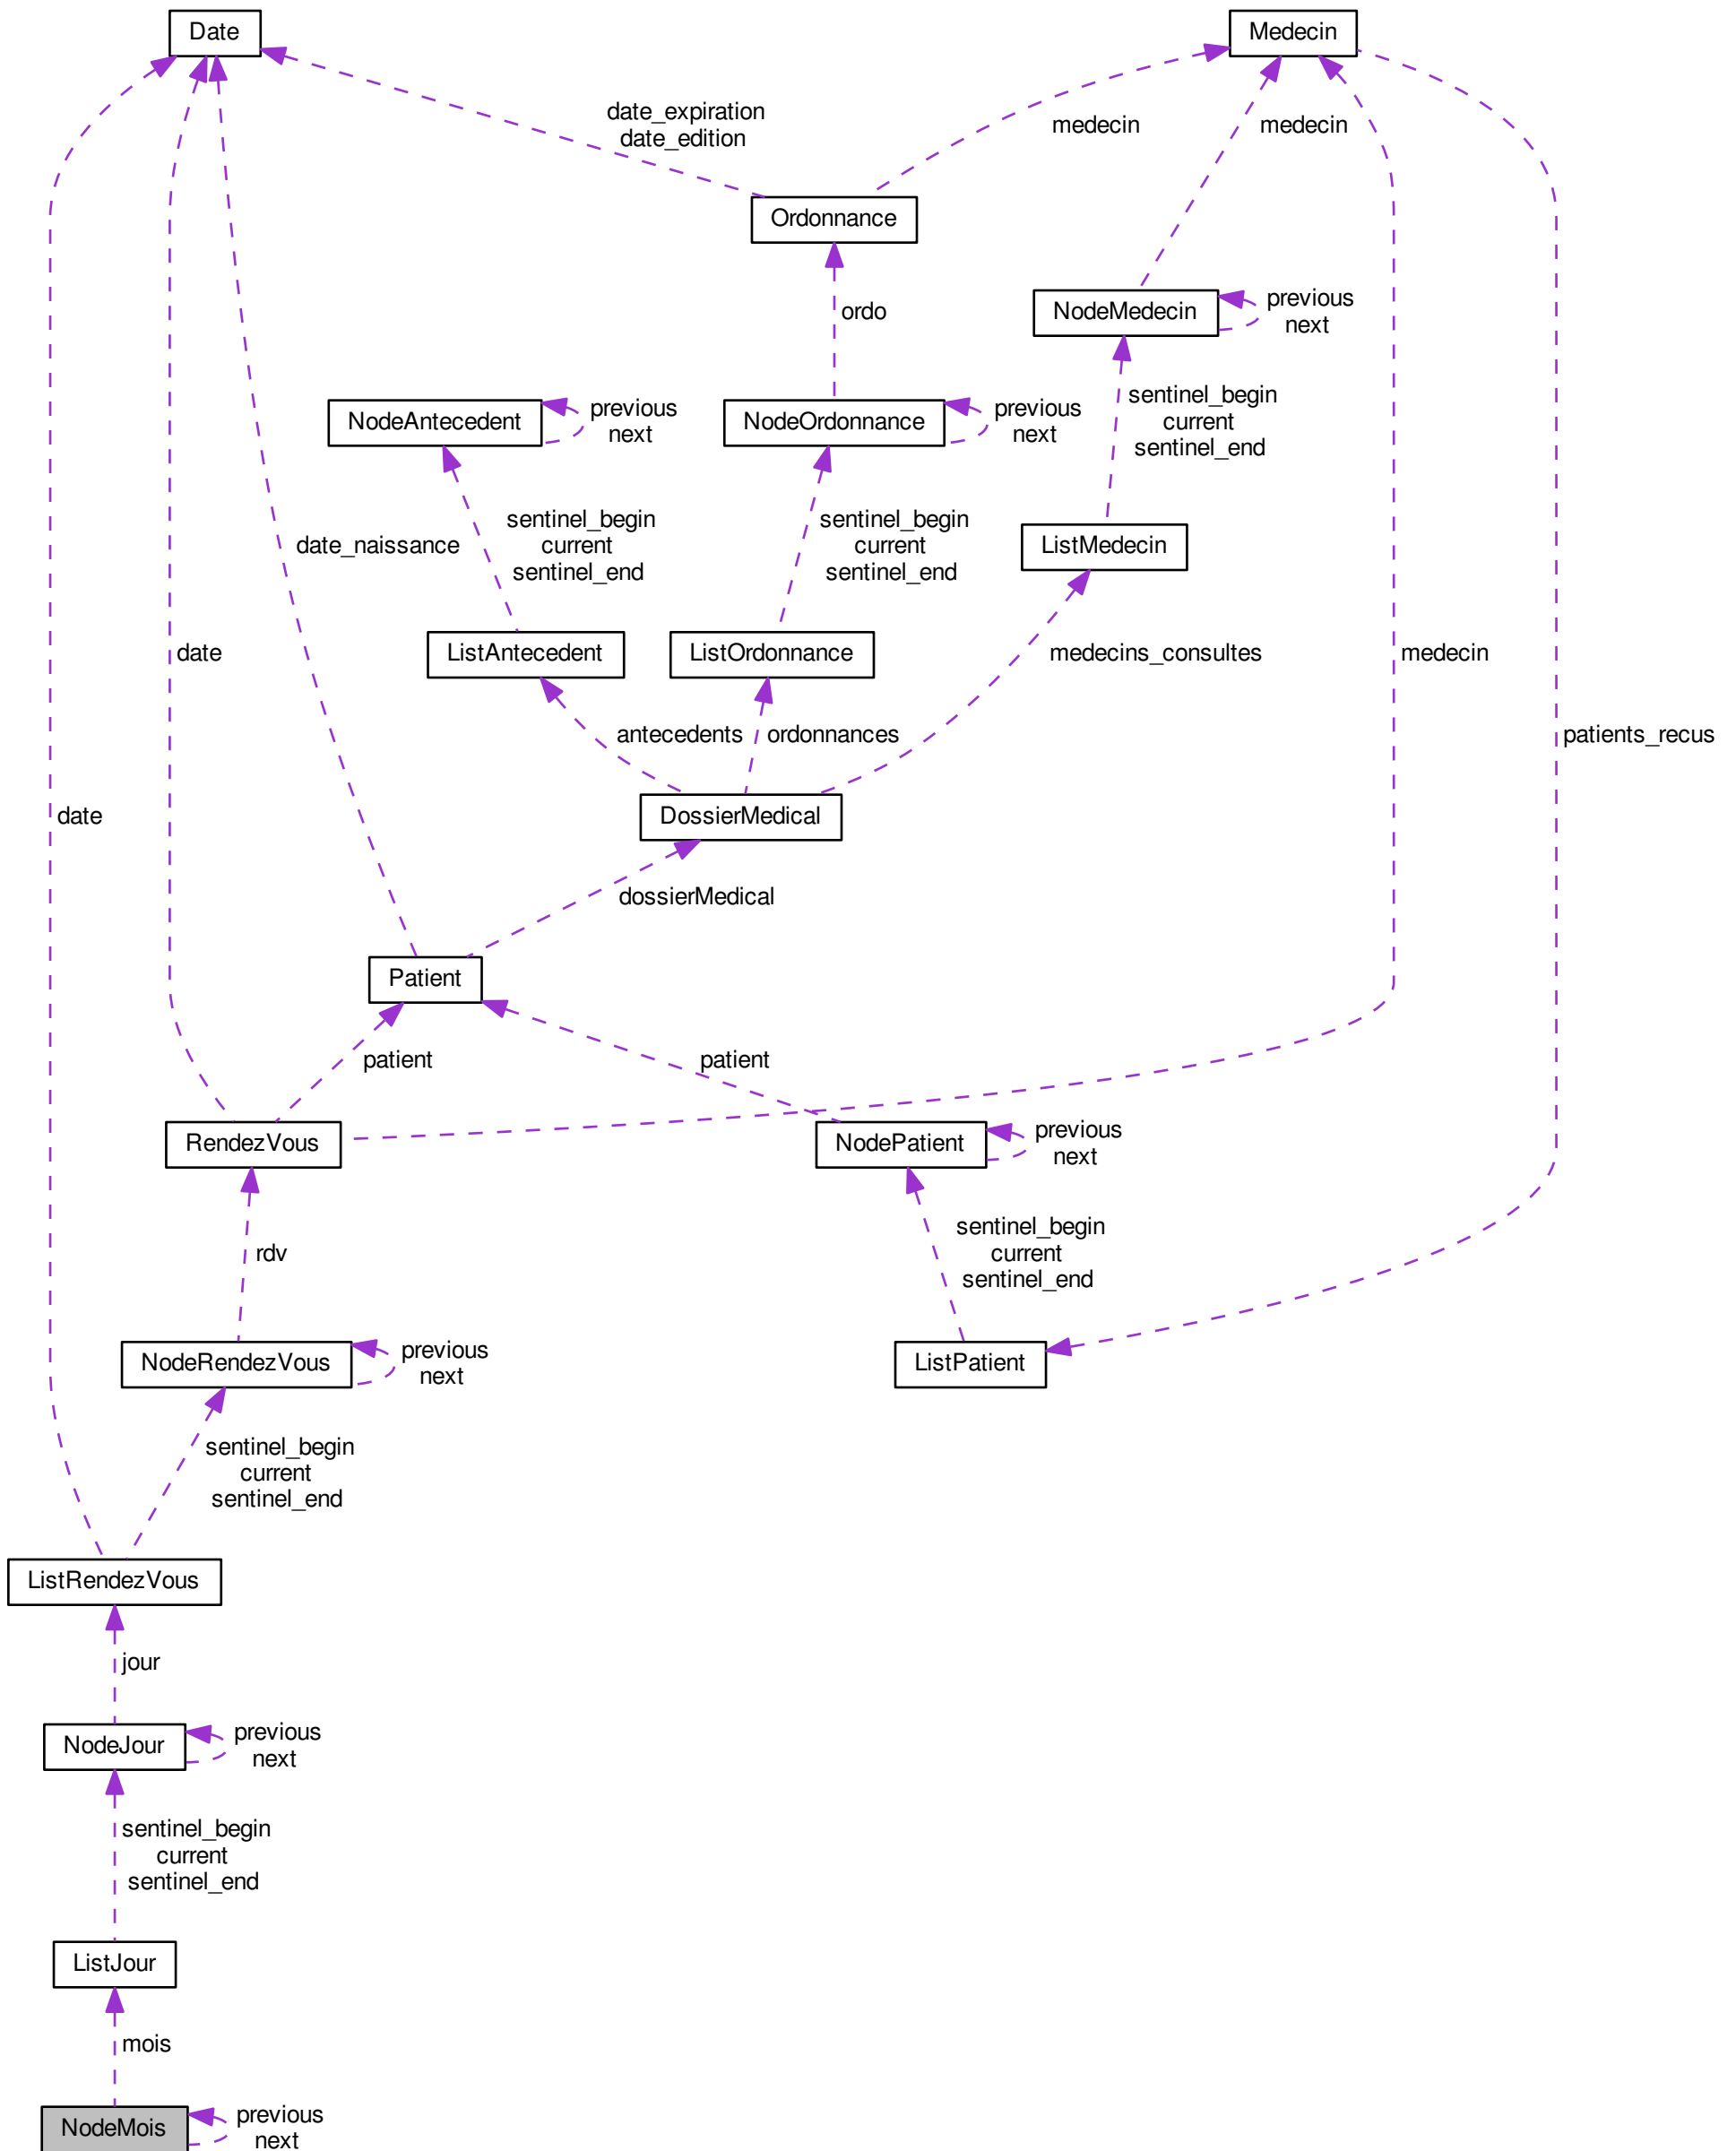 Date
Medecin
date_expiration
date_edition
medecin
medecin
Ordonnance
NodeMedecin
previous
next
ordo
sentinel_begin
current
sentinel_end
NodeAntecedent
previous
next
NodeOrdonnance
previous
next
date_naissance
sentinel_begin
current
sentinel_end
sentinel_begin
current
sentinel_end
ListMedecin
date
ListAntecedent
ListOrdonnance
medecins_consultes
medecin
antecedents
ordonnances
patients_recus
date
DossierMedical
dossierMedical
Patient
patient
patient
RendezVous
NodePatient
previous
next
rdv
sentinel_begin
current
sentinel_end
NodeRendezVous
previous
next
ListPatient
sentinel_begin
current
sentinel_end
ListRendezVous
jour
NodeJour
previous
next
sentinel_begin
current
sentinel_end
ListJour
mois
NodeMois
previous
next